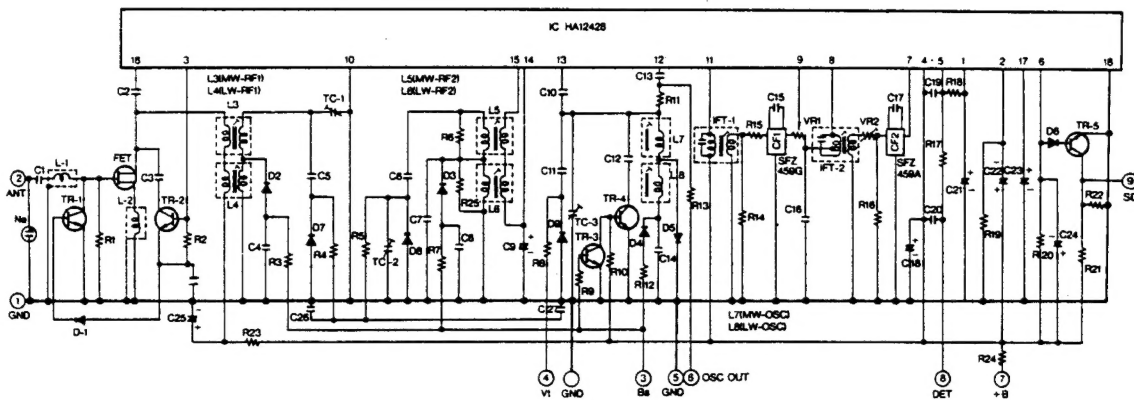 IC HA12428
16 3 10 15 14 13 12 11 9 8 7 4 5 1 2 17 6 18
L3(MW-RF1)
L4(LW-RF1)
L5(MW-RF2)
L6(LW-RF2)
C2 L3 TC-1 L5 C10 C13 C19 R18
R11 C15 C17
R6 L7 IFT-1 R15 VR1 VR2 D6 TR-5
CF1 CF2
SFZ 459G
SFZ 459A
IFT-2
C1 L-1 FET C3 D2 C5 C6 D3 C11 C12 L8 R17
2 ANT
Ne L-2 TR-1 TR-2 L4 R25 L6 TR-4 R13 C21 C22 C23 9 SO
R22
R1 R2 C4 R3 D7 R4 R5 TC-2 D8 C7 R7 C8 C9 R8 D9 TC-3 TR-3 R10 D4 D5 C14 R14 C16 R16 C20 C18 R19 R20 C24 R21
R9 R12
1 GND
D-1 C25 C26 C27
L7(MW-OSC)
L8(LW-OSC)
R23 R24
4 Vt
GND
3 Bs
5 GND
6 OSC OUT
8 DET
7 +B